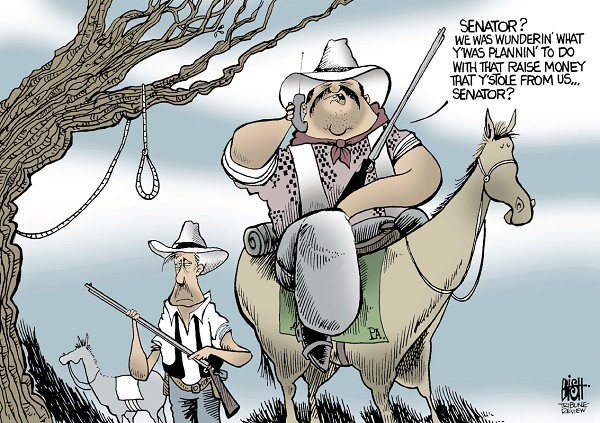 SENATOR?
WE WAS WUNDERIN' WHAT
Y'WAS PLANNIN' TO DO
WITH THAT RAISE MONEY
THAT Y'STOLE FROM US,,,
SENATOR?
PA
BISH..
TRIBUNE-
REVIEW